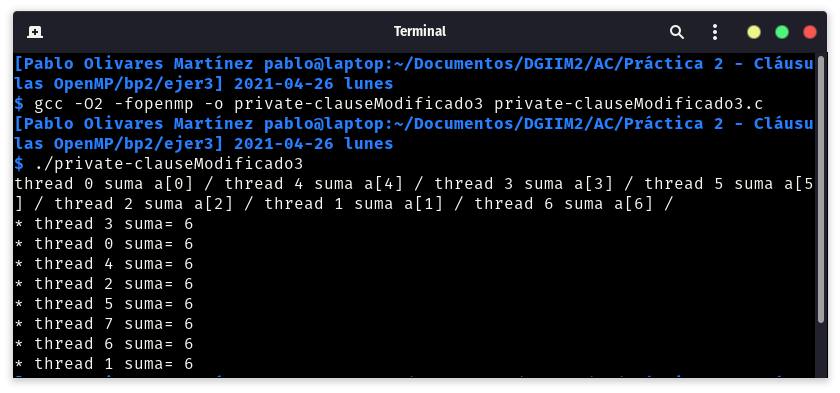 Terminal
[Pablo Olivares Martínez pablo@laptop:~/Documentos/DGIIM2/AC/Práctica 2 - Cláusu
las OpenMP/bp2/ejer3] 2021-04-26 lunes
$ gcc -O2 -fopenmp -o private-clauseModificado3 private-clauseModificado3.c
[Pablo Olivares Martínez pablo@laptop:~/Documentos/DGIIM2/AC/Práctica 2 - Cláusu
las OpenMP/bp2/ejer3] 2021-04-26 lunes
$ ./private-clauseModificado3
thread 0 suma a[0] / thread 4 suma a[4] / thread 3 suma a[3] / thread 5 suma a[5
] / thread 2 suma a[2] / thread 1 suma a[1] / thread 6 suma a[6] /
* thread 3 suma= 6
* thread 0 suma= 6
* thread 4 suma= 6
* thread 2 suma= 6
* thread 5 suma= 6
* thread 7 suma= 6
* thread 6 suma= 6
* thread 1 suma= 6